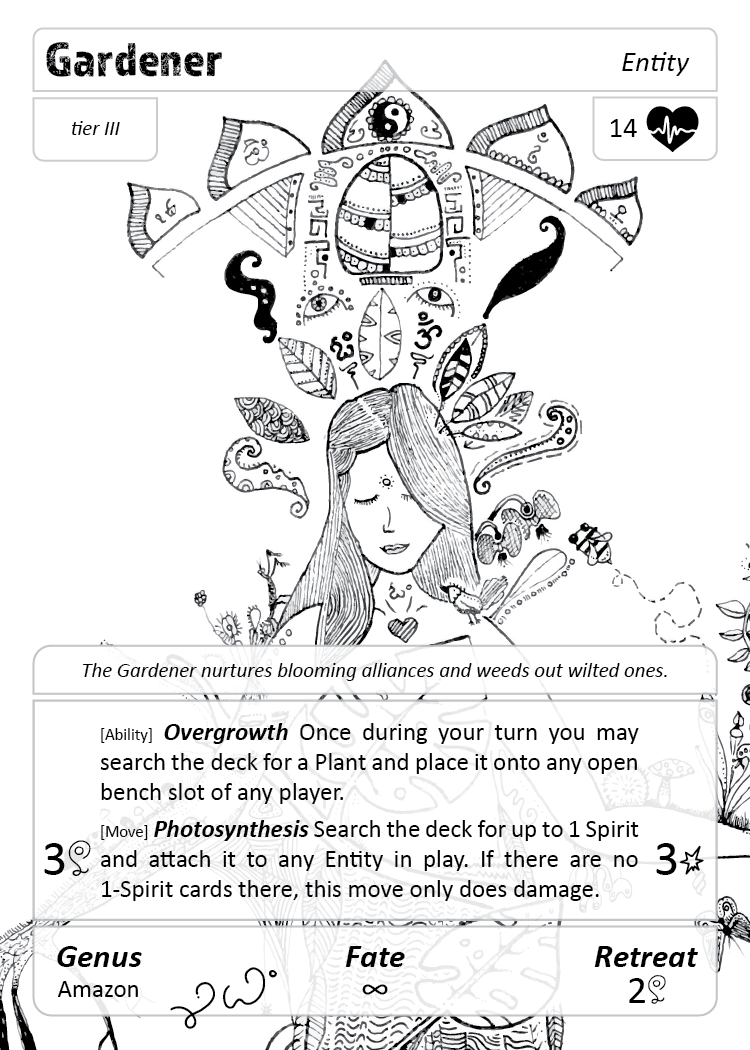 Gardener
Entity
tier III
14
ॐ
The Gardener nurtures blooming alliances and weeds out wilted ones.
[Ability] Overgrowth Once during your turn you may
search the deck for a Plant and place it onto any open
bench slot of any player.
[Move] Photosynthesis Search the deck for up to 1 Spirit
3 and attach it to any Entity in play. If there are no 3
1-Spirit cards there, this move only does damage.
Genus Fate Retreat
Amazon ∞ 2